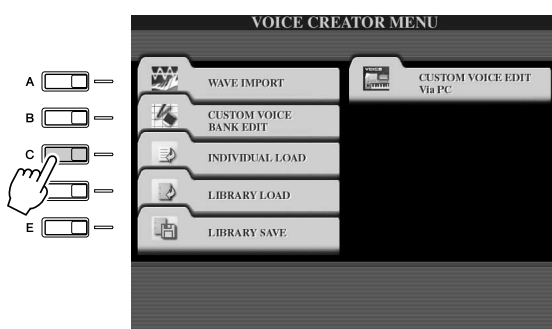 VOICE CREATOR MENU
A
WAVE IMPORT
B
CUSTOM VOICE
BANK EDIT
C
INDIVIDUAL LOAD
LIBRARY LOAD
E
LIBRARY SAVE
VOICE
CUSTOM VOICE EDIT
Via PC